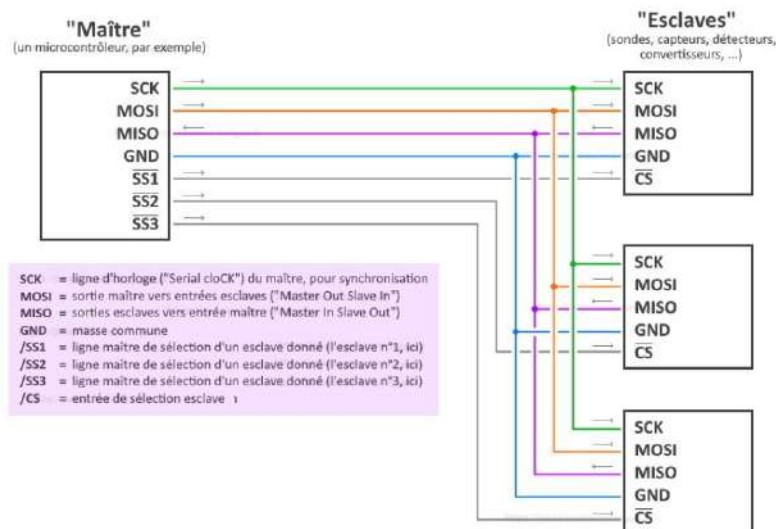 "Maître"
(un microcontrôleur, par exemple)
SCK
MOSI
MISO
GND
SS1
SS2
SS3
"Esclaves"
(sondes, capteurs, détecteurs,
convertisseurs, ...)
SCK
MOSI
MISO
GND
CS
SCK
MOSI
MISO
GND
CS
SCK
MOSI
MISO
GND
CS
SCK = ligne d'horloge ("Serial cloCK") du maître, pour synchronisation
MOSI = sortie maître vers entrées esclaves ("Master Out Slave In")
MISO = sorties esclaves vers entrée maître ("Master In Slave Out")
GND = masse commune
/SS1 = ligne maître de sélection d'un esclave donné (l'esclave n°1, ici)
/SS2 = ligne maître de sélection d'un esclave donné (l'esclave n°2, ici)
/SS3 = ligne maître de sélection d'un esclave donné (l'esclave n°3, ici)
/CS = entrée de sélection esclave